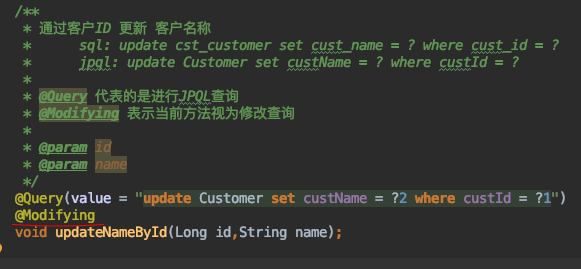 /**
* 通过客户ID 更新 客户名称
*      sql: update cst_customer set cust_name = ? where cust_id = ?
*      jpql: update Customer set custName = ? where custId = ?
*
* @Query 代表的是进行JPQL查询
* @Modifying 表示当前方法视为修改查询
*
* @param id
* @param name
*/
@Query(value = "update Customer set custName = ?2 where custId = ?1")
@Modifying
void updateNameById(Long id,String name);